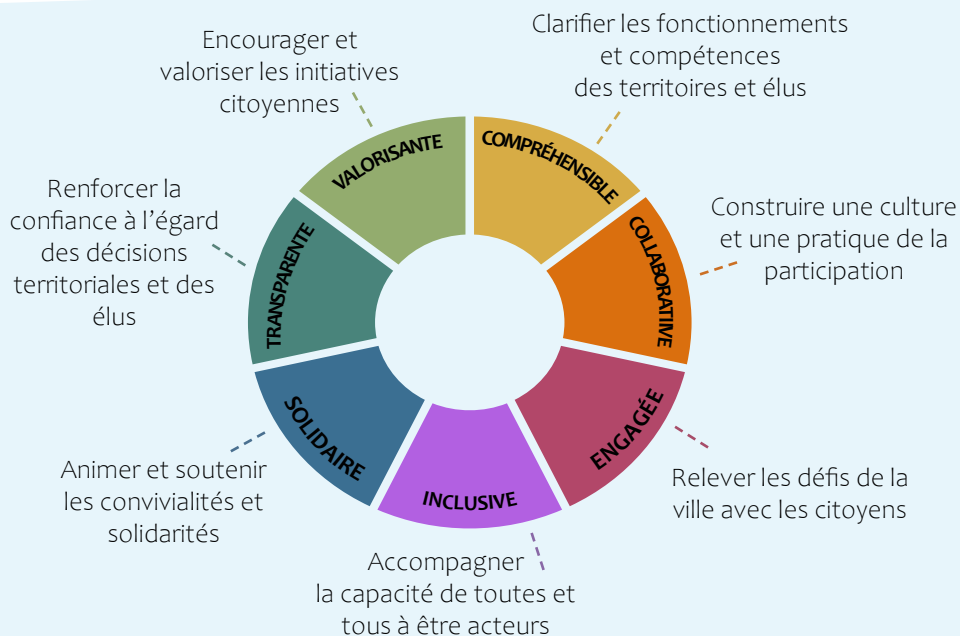 Clarifier les fonctionnements
et compétences
des territoires et élus
COMPRÉHENSIBLE
Construire une culture
et une pratique de la
participation
COLLABORATIVE
Relever les défis de la
ville avec les citoyens
ENGAGÉE
Accompagner
la capacité de toutes et
tous à être acteurs
INCLUSIVE
Animer et soutenir
les convivialités et
solidarités
SOLIDAIRE
Renforcer la
confiance à l’égard
des décisions
territoriales et des
élus
TRANSPARENTE
Encourager et
valoriser les initiatives
citoyennes
VALORISANTE